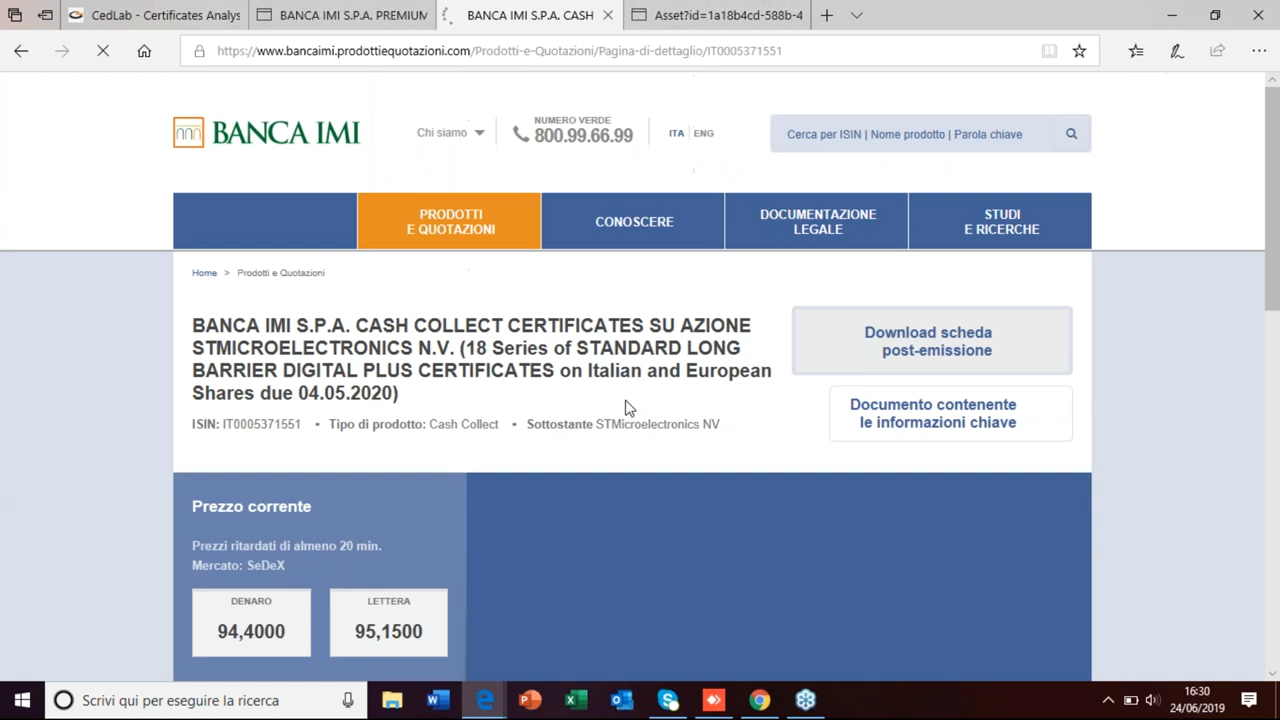 CedLab - Certificates Analys
BANCA IMI S.P.A. PREMIUM
BANCA IMI S.P.A. CASH
Asset?id=1a18b4cd-588b-4
https://www.bancaimi.prodottiequotazioni.com/Prodotti-e-Quotazioni/Pagina-di-dettaglio/IT0005371551
BANCA IMI
Chi siamo
NUMERO VERDE
800.99.66.99
ITA ENG
Cerca per ISIN | Nome prodotto | Parola chiave
PRODOTTI
E QUOTAZIONI
CONOSCERE
DOCUMENTAZIONE
LEGALE
STUDI
E RICERCHE
Home > Prodotti e Quotazioni
BANCA IMI S.P.A. CASH COLLECT CERTIFICATES SU AZIONE
STMICROELECTRONICS N.V. (18 Series of STANDARD LONG
BARRIER DIGITAL PLUS CERTIFICATES on Italian and European
Shares due 04.05.2020)
ISIN: IT0005371551 • Tipo di prodotto: Cash Collect • Sottostante STMicroelectronics NV
Download scheda
post-emissione
Documento contenente
le informazioni chiave
Prezzo corrente
Prezzi ritardati di almeno 20 min.
Mercato: SeDeX
DENARO
94,4000
LETTERA
95,1500
Scrivi qui per eseguire la ricerca
16:30
24/06/2019